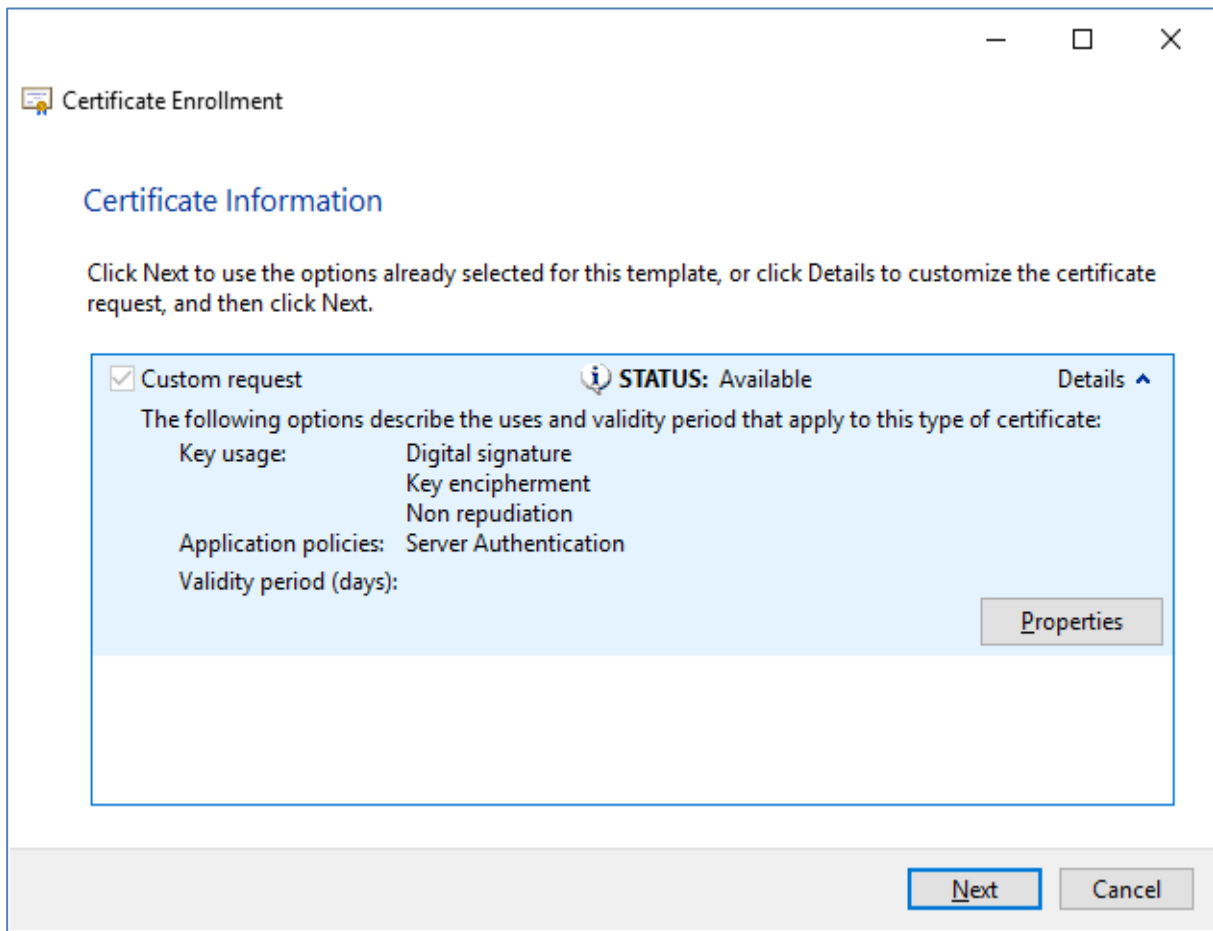 Certificate Enrollment
Certificate Information
Click Next to use the options already selected for this template, or click Details to customize the certificate
request, and then click Next.
Custom request STATUS: Available Details
The following options describe the uses and validity period that apply to this type of certificate:
Key usage: Digital signature
Key encipherment
Non repudiation
Application policies: Server Authentication
Validity period (days):
Properties
Next Cancel